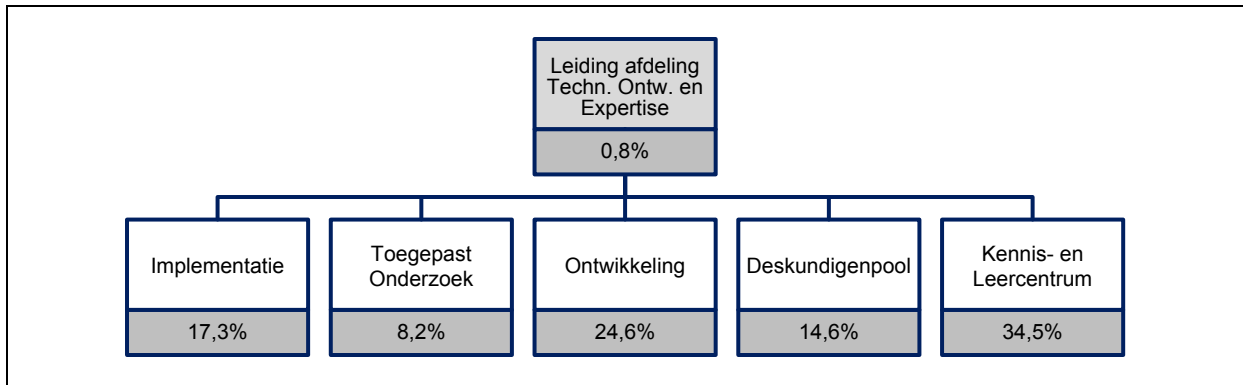 Leiding afdeling
Techn. Ontw. en
Expertise
0,8%
Implementatie
17,3%
Toegepast
Onderzoek
8,2%
Ontwikkeling
24,6%
Deskundigenpool
14,6%
Kennis- en
Leercentrum
34,5%